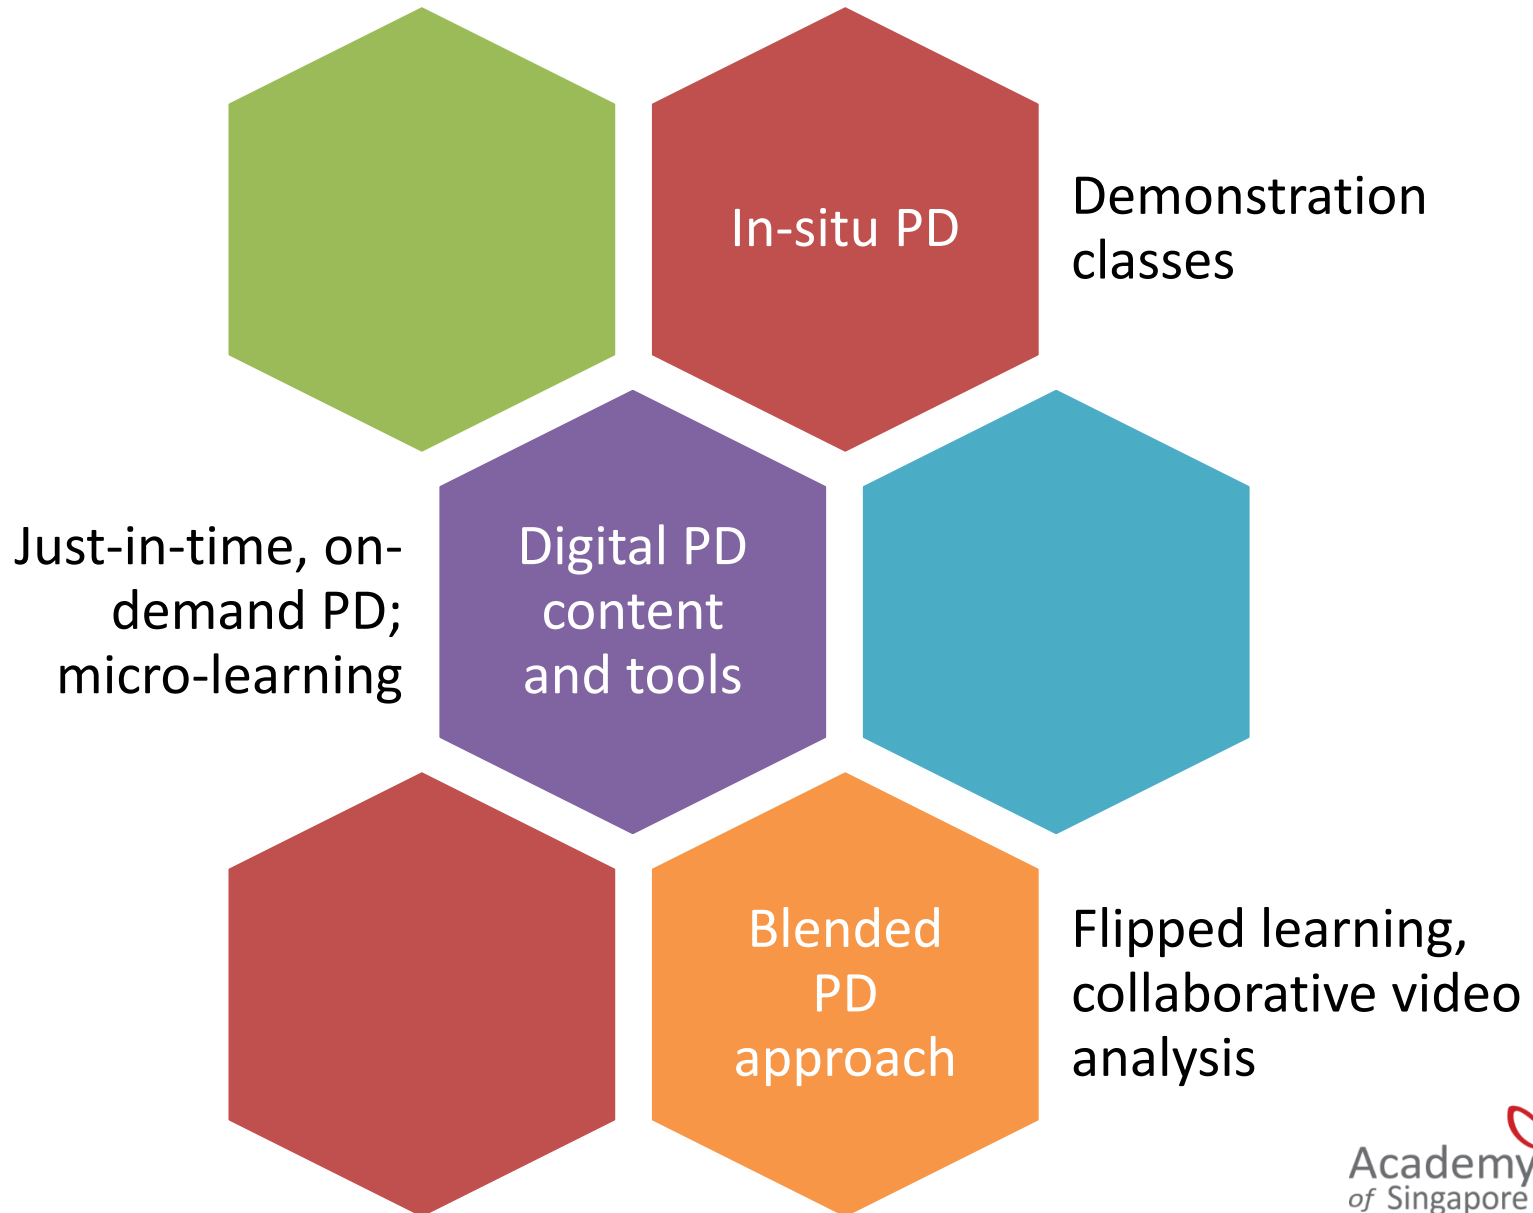 In-situ PD
Demonstration
classes
Just-in-time, on-
demand PD;
micro-learning
Digital PD
content
and tools
Blended
PD
approach
Flipped learning,
collaborative video
analysis
Academy
of Singapore